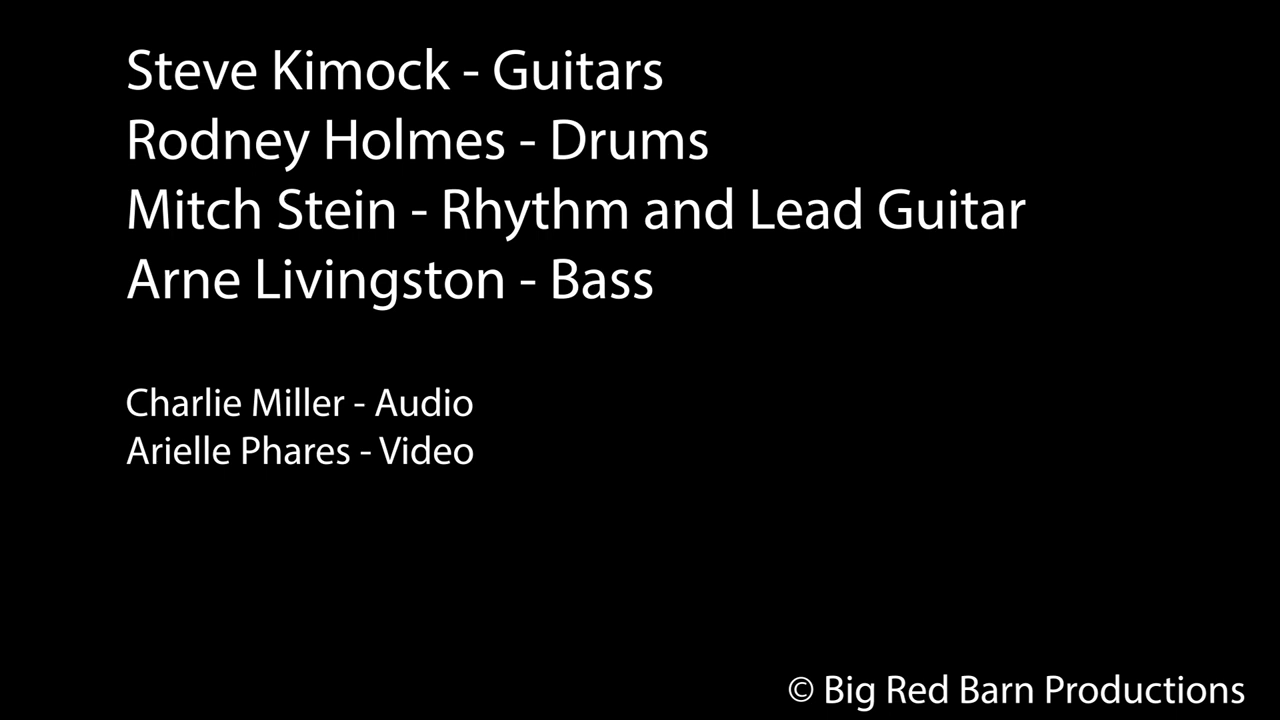 Steve Kimock - Guitars
Rodney Holmes - Drums
Mitch Stein - Rhythm and Lead Guitar
Arne Livingston - Bass
Charlie Miller - Audio
Arielle Phares - Video
© Big Red Barn Productions